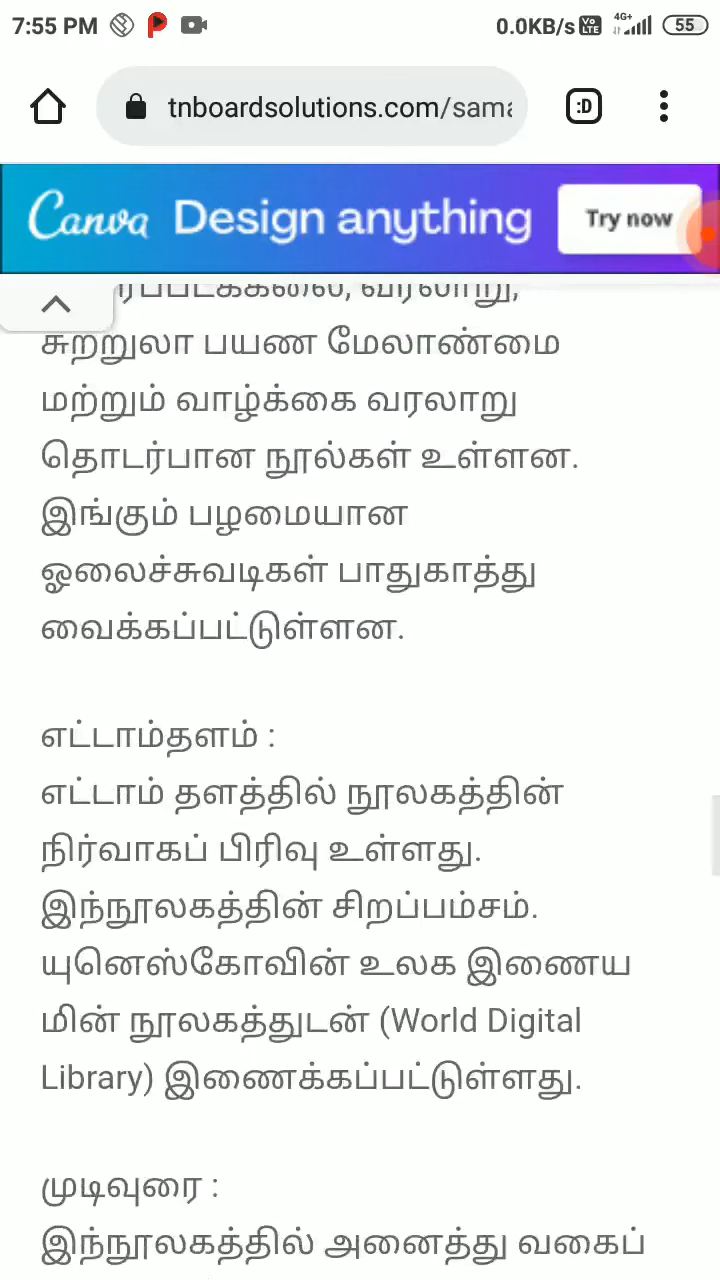 7:55 PM 0.0KB/s Vo LTE 4G+ 55
tnboardsolutions.com/sama :D
Canva Design anything Try now
சுற்றுலா பயண மேலாண்மை
மற்றும் வாழ்க்கை வரலாறு
தொடர்பான நூல்கள் உள்ளன.
இங்கும் பழமையான
ஓலைச்சுவடிகள் பாதுகாத்து
வைக்கப்பட்டுள்ளன.
எட்டாம்தளம் :
எட்டாம் தளத்தில் நூலகத்தின்
நிர்வாகப் பிரிவு உள்ளது.
இந்நூலகத்தின் சிறப்பம்சம்.
யுனெஸ்கோவின் உலக இணைய
மின் நூலகத்துடன் (World Digital
Library) இணைக்கப்பட்டுள்ளது.
முடிவுரை :
இந்நூலகத்தில் அனைத்து வகைப்